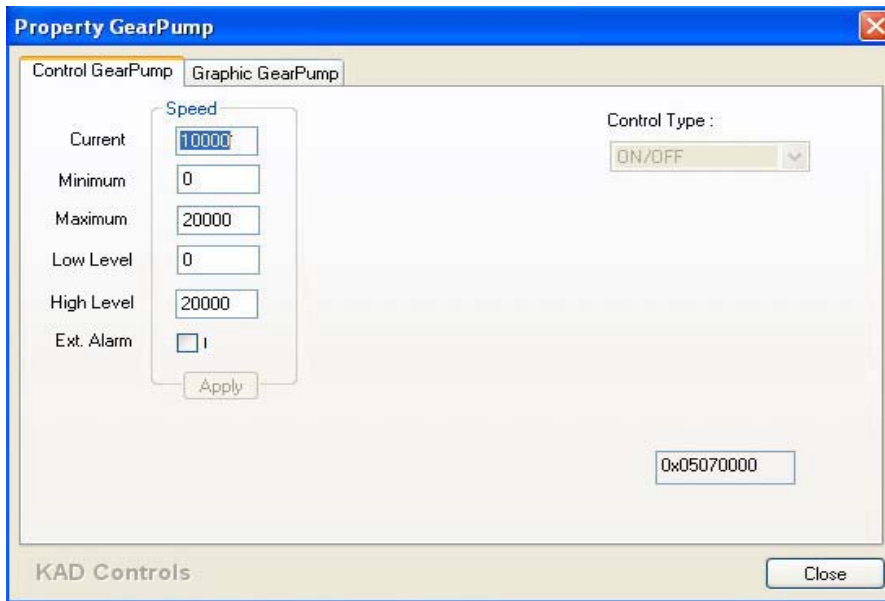 Property GearPump
Control GearPump Graphic GearPump
Speed
Current 10000
Minimum 0
Maximum 20000
Low Level 0
High Level 20000
Ext. Alarm I
Apply
Control Type :
ON/OFF
0x05070000
KAD Controls
Close